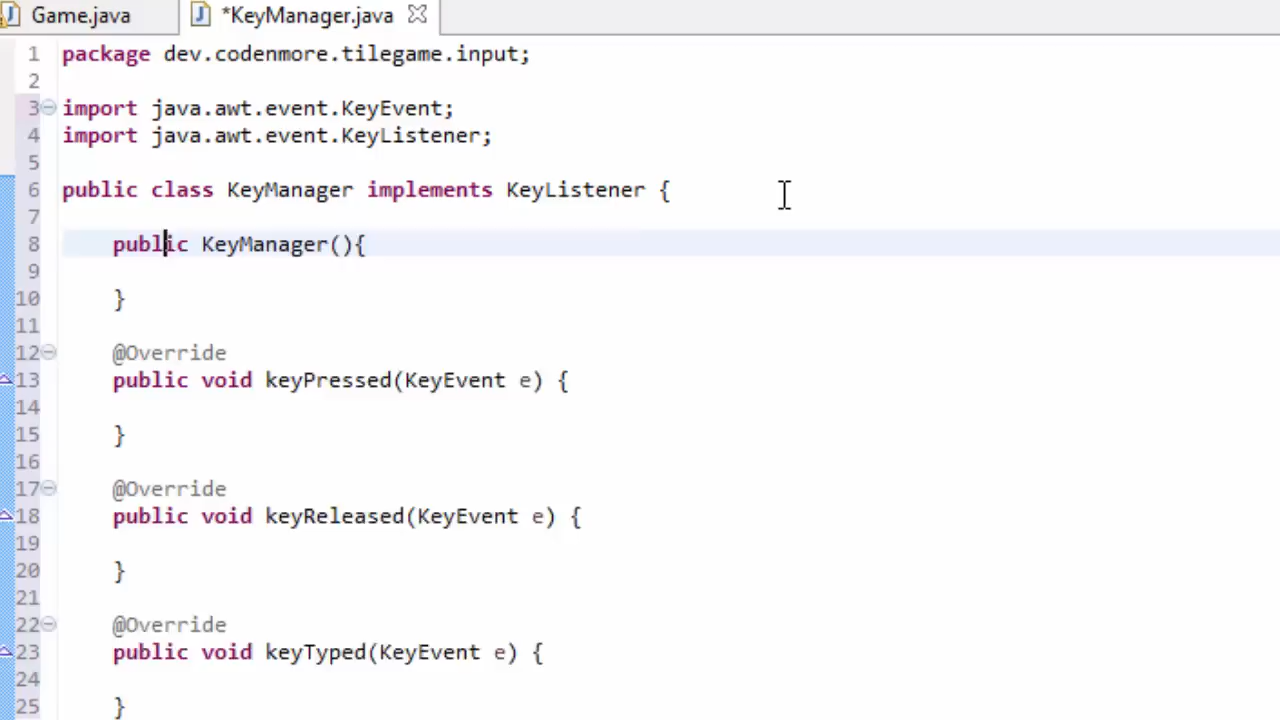 Game.java *KeyManager.java
1 package dev.codenmore.tilegame.input;
2
3 import java.awt.event.KeyEvent;
4 import java.awt.event.KeyListener;
5
6 public class KeyManager implements KeyListener {
7
8 public KeyManager(){
9
10 }
11
12 @Override
13 public void keyPressed(KeyEvent e) {
14
15 }
16
17 @Override
18 public void keyReleased(KeyEvent e) {
19
20 }
21
22 @Override
23 public void keyTyped(KeyEvent e) {
24
25 }